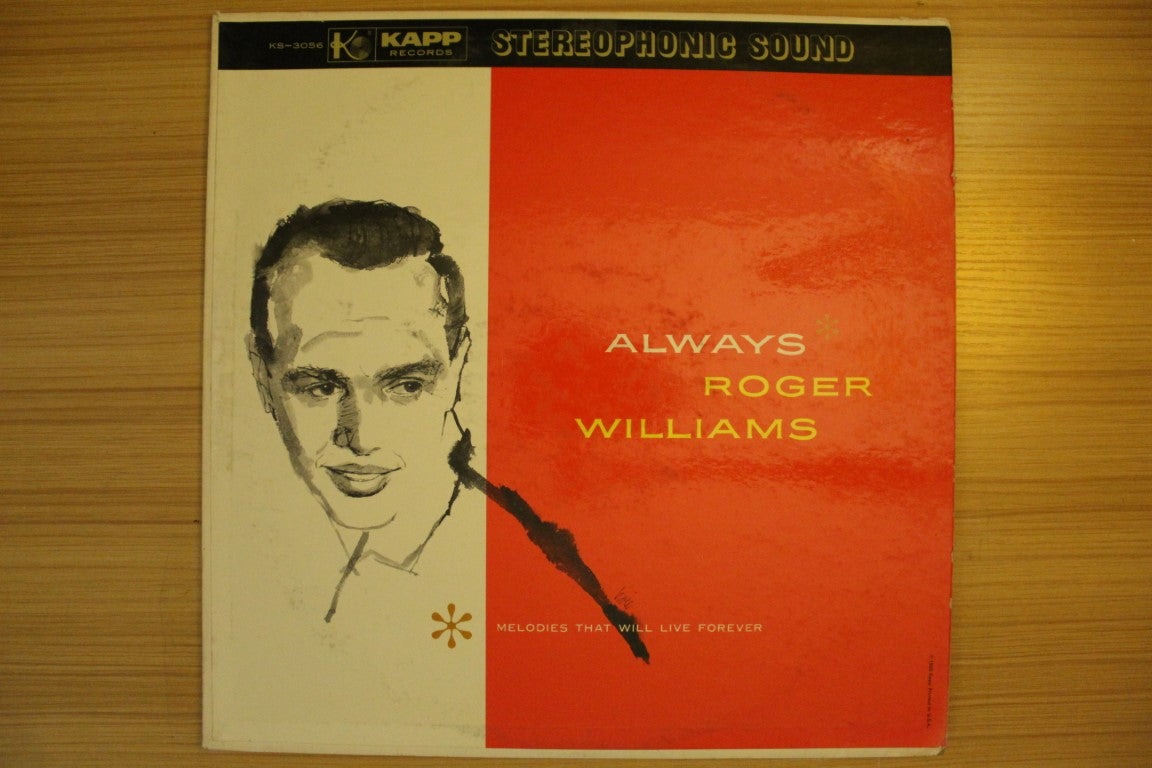 KS-3056 K KAPP RECORDS STEREOPHONIC SOUND
ALWAYS*
ROGER
WILLIAMS
* MELODIES THAT WILL LIVE FOREVER